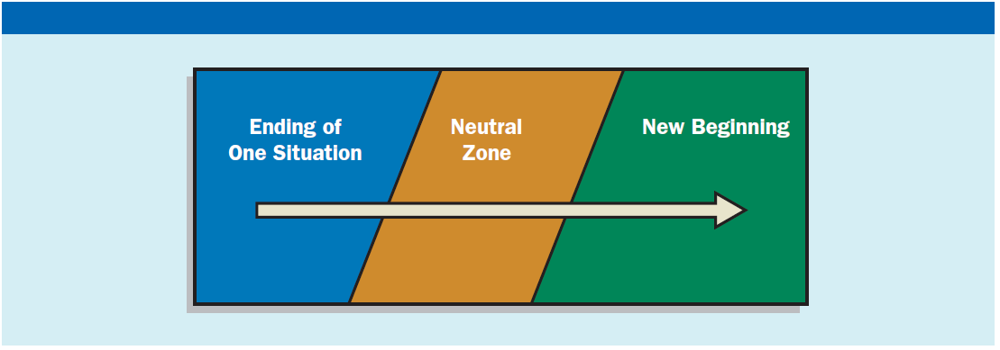 Ending of
One Situation
Neutral
Zone
New Beginning